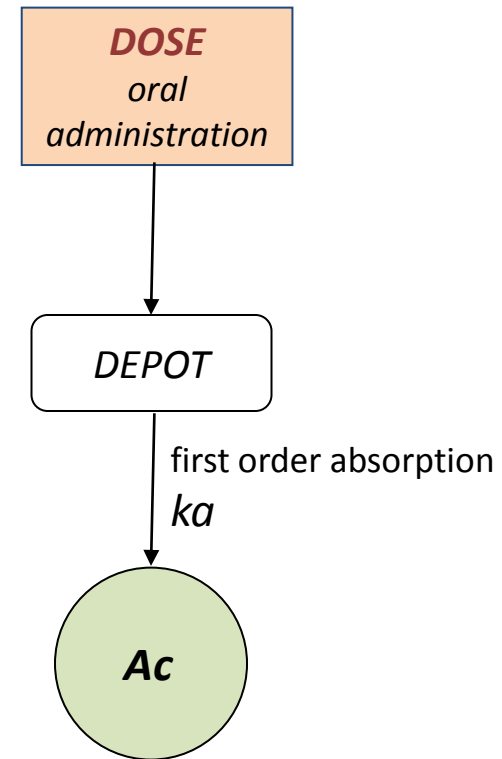 DOSE
oral
administration
DEPOT
first order absorption
ka
Ac